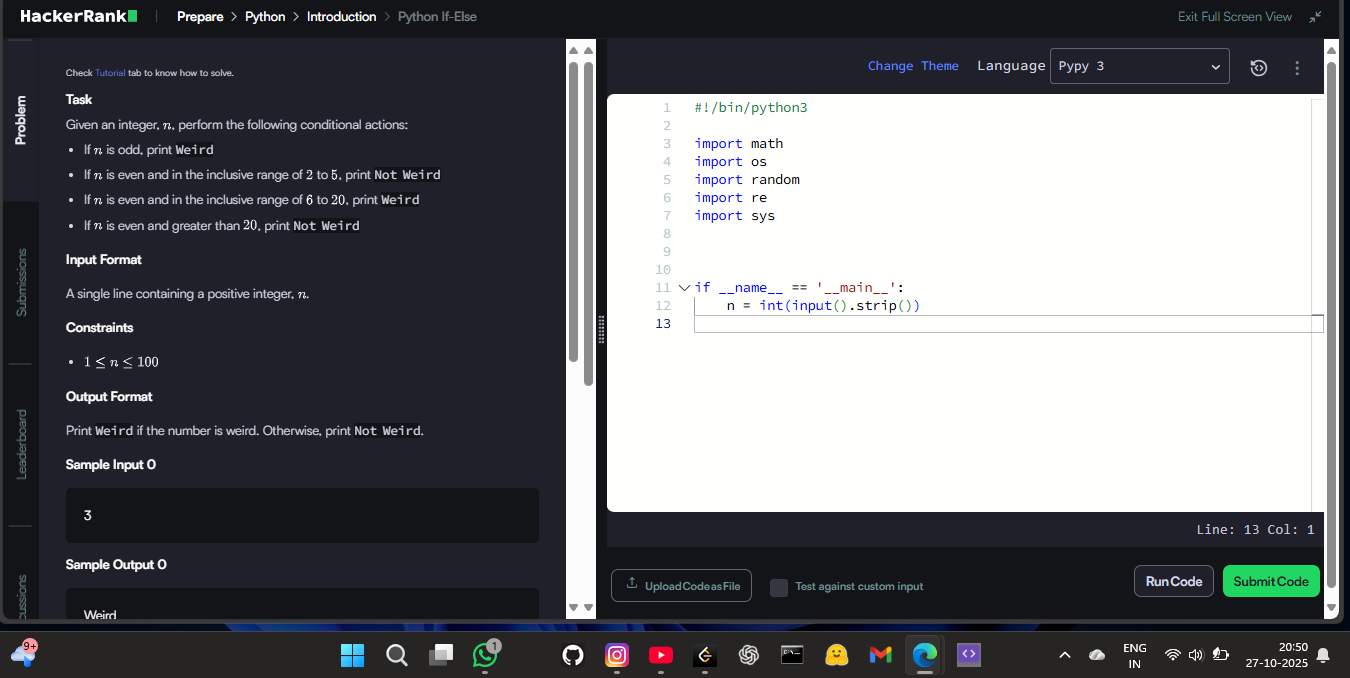 HackerRank
Prepare > Python > Introduction > Python If-Else
Exit Full Screen View
Problem
Submissions
Leaderboard
cussions
Check Tutorial tab to know how to solve.
Task
Given an integer, n, perform the following conditional actions:
• If n is odd, print Weird
• If n is even and in the inclusive range of 2 to 5, print Not Weird
• If n is even and in the inclusive range of 6 to 20, print Weird
• If n is even and greater than 20, print Not Weird
Input Format
A single line containing a positive integer, n.
Constraints
• 1 ≤ n ≤ 100
Output Format
Print Weird if the number is weird. Otherwise, print Not Weird.
Sample Input 0
3
Sample Output 0
Weird
Change Theme Language Pypy 3
1 #!/bin/python3
2
3 import math
4 import os
5 import random
6 import re
7 import sys
8
9
10
11 if __name__ == '__main__':
12     n = int(input().strip())
13
Line: 13 Col: 1
Upload Code as File
Test against custom input
Run Code
Submit Code
9+
1
ENG
IN
20:50
27-10-2025